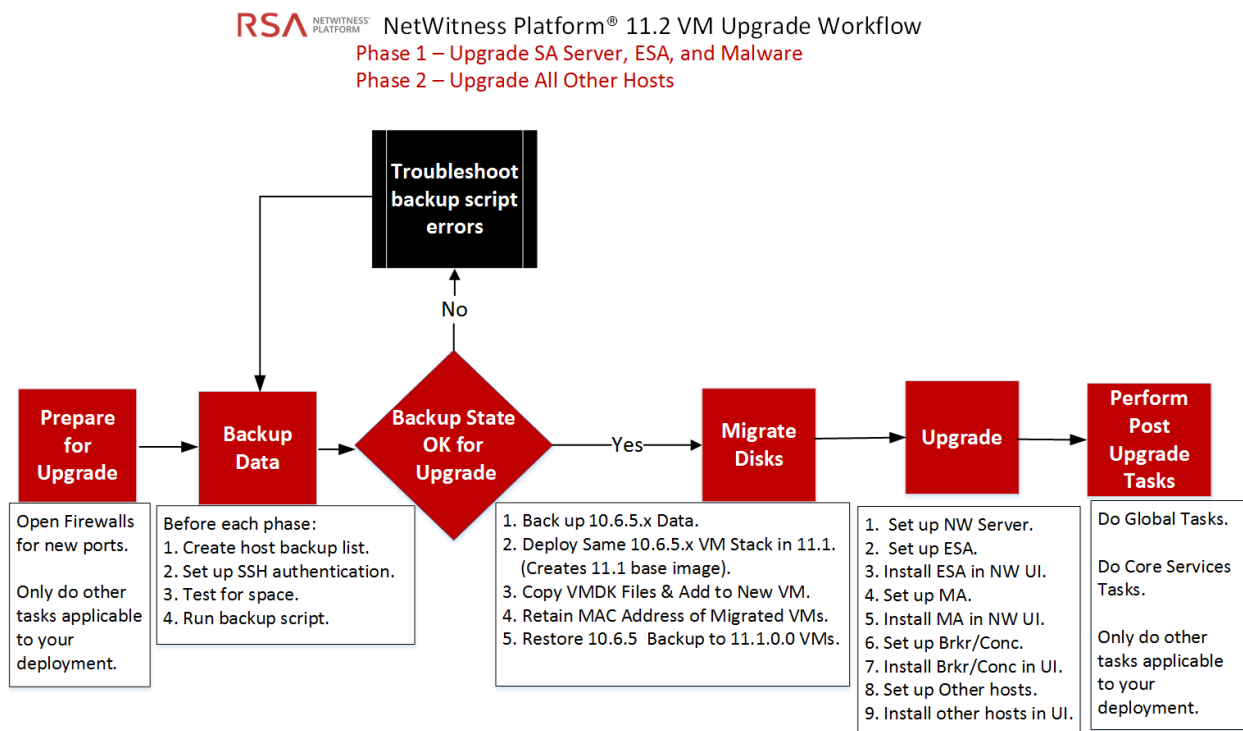 RSA NETWITNESS® PLATFORM NetWitness Platform® 11.2 VM Upgrade Workflow
Phase 1 – Upgrade SA Server, ESA, and Malware
Phase 2 – Upgrade All Other Hosts
Troubleshoot
backup script
errors
No
Prepare
for
Upgrade
Backup
Data
Backup State
OK for
Upgrade
Yes
Migrate
Disks
Upgrade
Perform
Post
Upgrade
Tasks
Open Firewalls
for new ports.
Only do other
tasks applicable
to your
deployment.
Before each phase:
1. Create host backup list.
2. Set up SSH authentication.
3. Test for space.
4. Run backup script.
1. Back up 10.6.5.x Data.
2. Deploy Same 10.6.5.x VM Stack in 11.1.
(Creates 11.1 base image).
3. Copy VMDK Files & Add to New VM.
4. Retain MAC Address of Migrated VMs.
5. Restore 10.6.5 Backup to 11.1.0.0 VMs.
1. Set up NW Server.
2. Set up ESA.
3. Install ESA in NW UI.
4. Set up MA.
5. Install MA in NW UI.
6. Set up Brkr/Conc.
7. Install Brkr/Conc in UI.
8. Set up Other hosts.
9. Install other hosts in UI.
Do Global Tasks.
Do Core Services
Tasks.
Only do other
tasks applicable
to your
deployment.